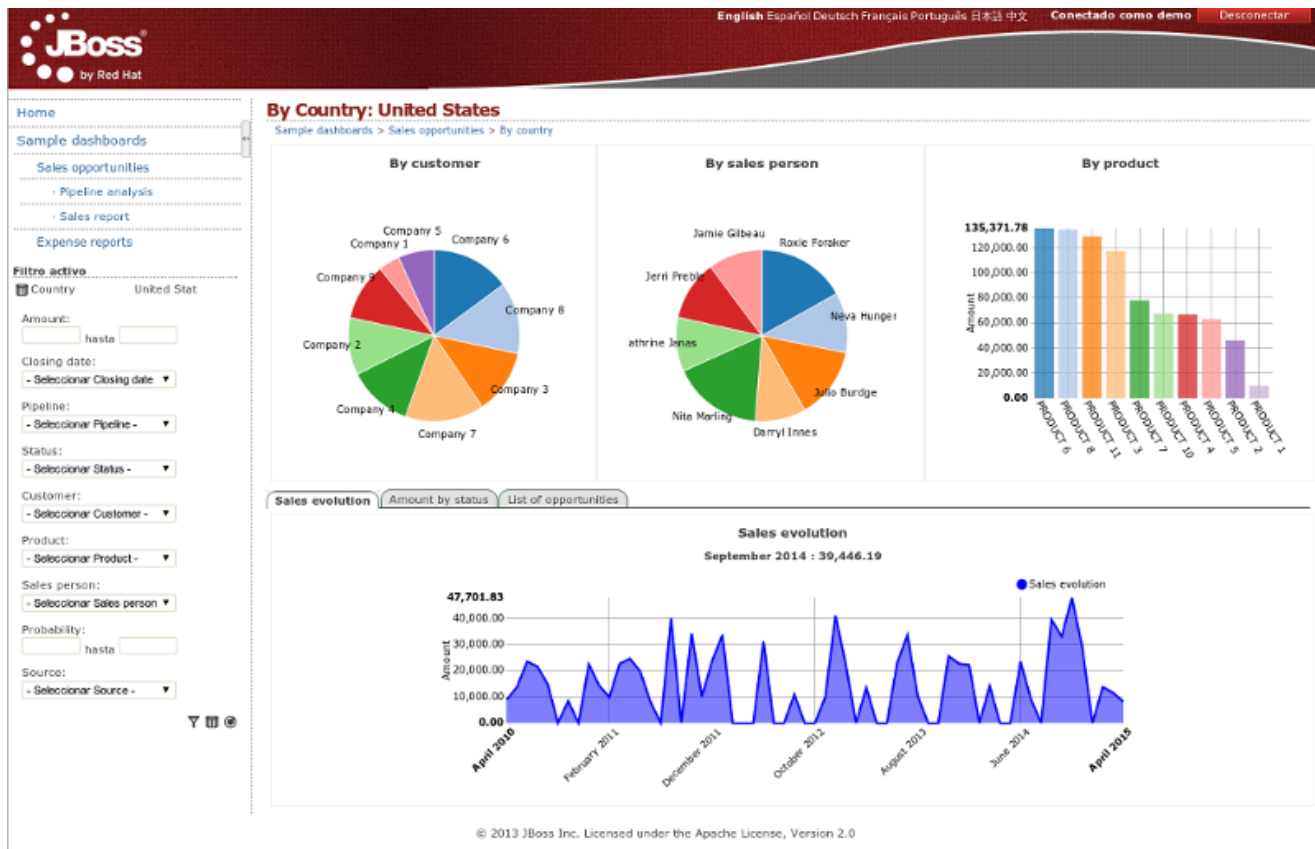 English Español Deutsch Français Português 日本語 中文 Conectado como demo Desconectar
JBoss®
by Red Hat
Home
Sample dashboards
Sales opportunities
· Pipeline analysis
· Sales report
Expense reports
Filtro activo
Country United Stat
Amount:
hasta
Closing date:
- Seleccionar Closing date
Pipeline:
- Seleccionar Pipeline -
Status:
- Seleccionar Status -
Customer:
- Seleccionar Customer -
Product:
- Seleccionar Product -
Sales person:
- Seleccionar Sales person
Probability:
hasta
Source:
- Seleccionar Source -
By Country: United States
Sample dashboards > Sales opportunities > By country
By customer
Company 5
Company 6
Company 1
Company 9
Company 8
Company 2
Company 3
Company 4
Company 7
By sales person
Jamie Gilbeau
Roxie Foraker
Jerri Preble
Neva Hunger
athrine Janas
Julio Burdge
Nita Marling
Darryl Innes
By product
135,371.78
120,000.00
100,000.00
80,000.00
60,000.00
40,000.00
20,000.00
0.00
Amount
PRODUCT 6
PRODUCT 8
PRODUCT 11
PRODUCT 3
PRODUCT 7
PRODUCT 10
PRODUCT 4
PRODUCT 5
PRODUCT 2
PRODUCT 1
Sales evolution Amount by status List of opportunities
Sales evolution
September 2014 : 39,446.19
Sales evolution
47,701.83
40,000.00
30,000.00
20,000.00
10,000.00
0.00
Amount
April 2010
February 2011
December 2011
October 2012
August 2013
June 2014
April 2015
© 2013 JBoss Inc. Licensed under the Apache License, Version 2.0